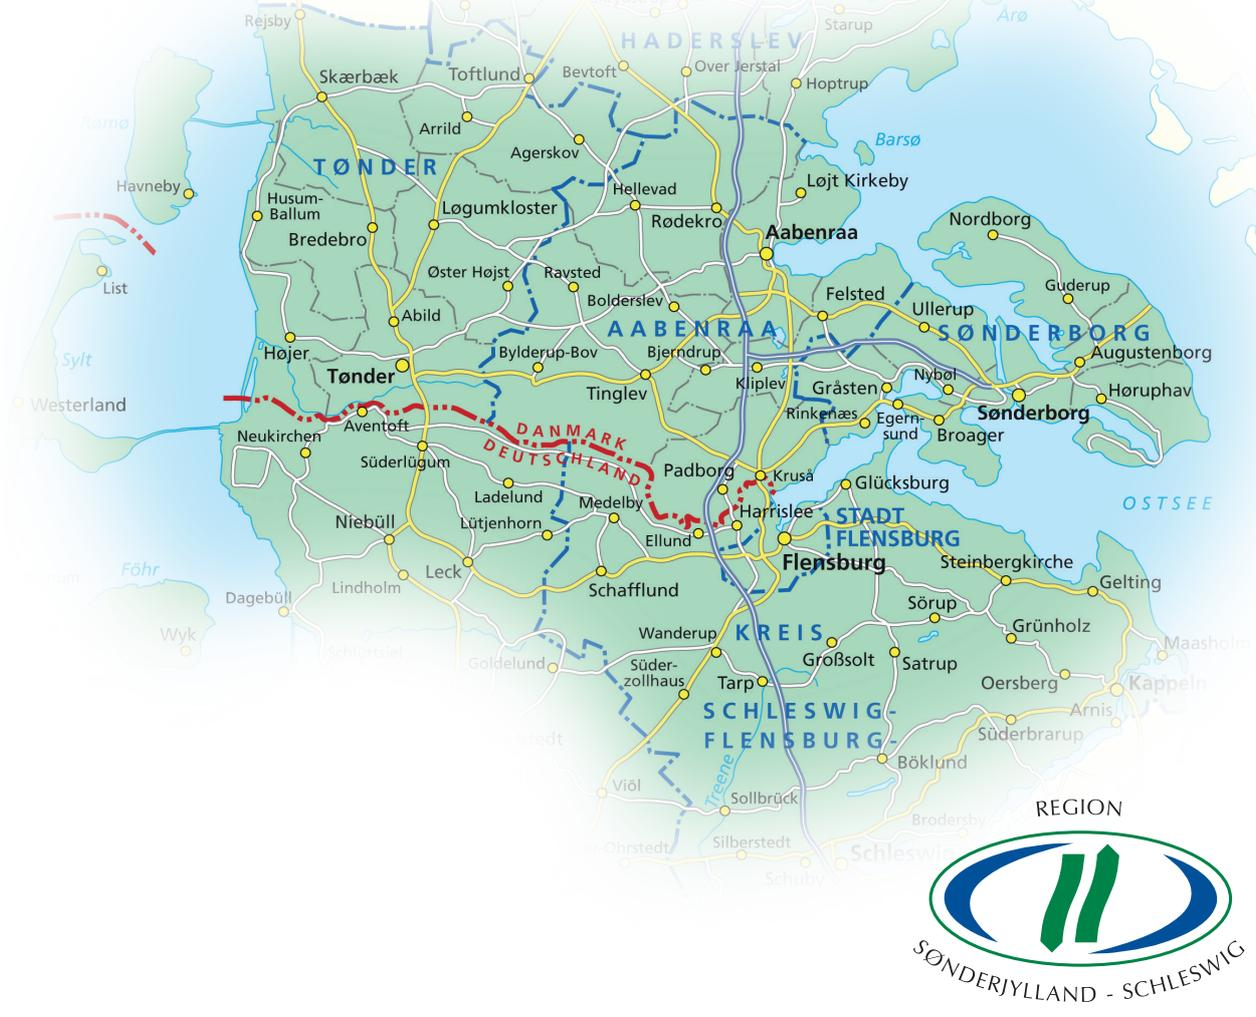 Rejsby
Starup
Årø
HADERSLEV
Skærbæk
Toftlund
Bevtoft
Over Jerstal
Hoptrup
Rømø
Arrild
Agerskov
Barsø
TØNDER
Havneby
Hellevad
Løjt Kirkeby
Husum-
Ballum
Løgumkloster
Rødekro
Nordborg
Bredebro
Aabenraa
List
Øster Højst
Ravsted
Bolderslev
Felsted
Guderup
Abild
AABENRAA
Ullerup
SØNDERBORG
Sylt
Højer
Bylderup-Bov
Bjerndrup
Augustenborg
Tønder
Tinglev
Kliplev
Gråsten
Nybøl
Høruphav
Westerland
Rinkenæs
Egern-
sund
Sønderborg
Neukirchen
Aventoft
DANMARK
DEUTSCHLAND
Broager
Süderlügum
Padborg
Kruså
Ladelund
Glücksburg
Medelby
OSTSEE
Niebüll
Lütjenhorn
Harrislee
STADT
FLENSBURG
Ellund
Flensburg
Steinbergkirche
Föhr
Lindholm
Leck
Schafflund
Gelting
Dagebüll
Sörup
Wyk
Wanderup
KREIS
Grünholz
Schlüttsiel
Goldelund
Süder-
zollhaus
Großsolt
Satrup
Maasholm
Tarp
Oersberg
Kappeln
SCHLESWIG-
FLENSBURG-
Arnis
Süderbrarup
Treene
Böklund
Viöl
Sollbrück
Brodersby
Silberstedt
Schleswig
Schuby
REGION
SØNDERJYLLAND - SCHLESWIG